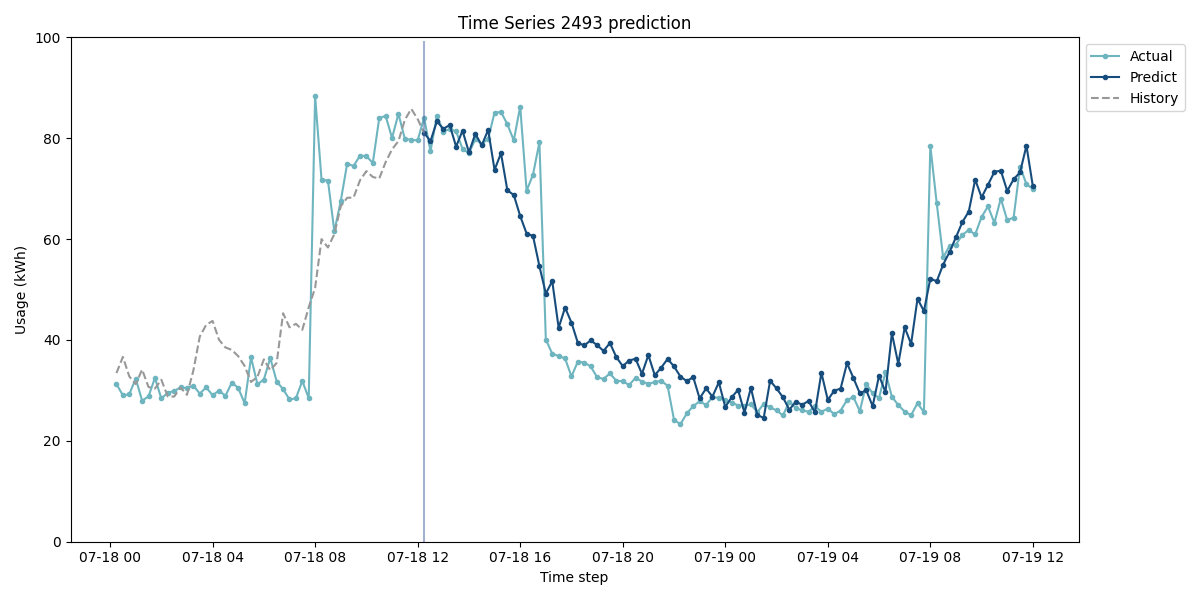 Time Series 2493 prediction
Usage (kWh)
100
80
60
40
20
0
07-18 00 07-18 04 07-18 08 07-18 12 07-18 16 07-18 20 07-19 00 07-19 04 07-19 08 07-19 12
Time step
Actual
Predict
History